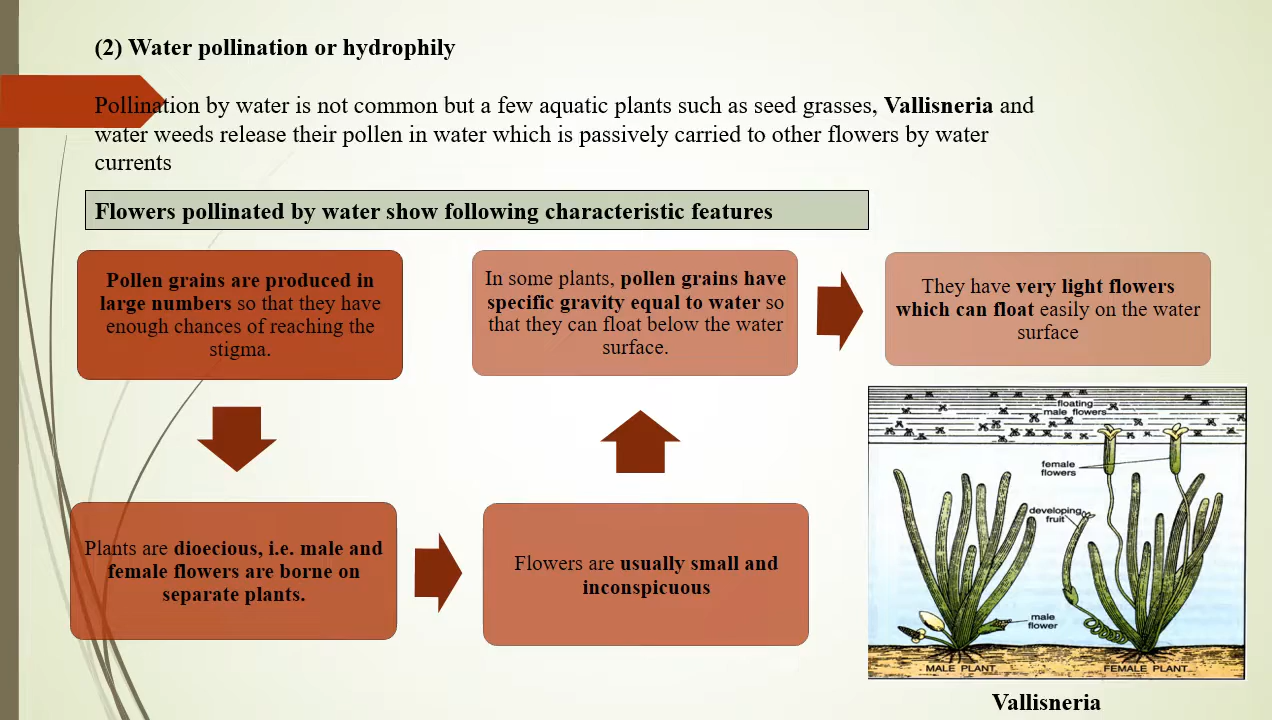 (2) Water pollination or hydrophily
Pollination by water is not common but a few aquatic plants such as seed grasses, Vallisneria and
water weeds release their pollen in water which is passively carried to other flowers by water
currents
Flowers pollinated by water show following characteristic features
Pollen grains are produced in
large numbers so that they have
enough chances of reaching the
stigma.
Plants are dioecious, i.e. male and
female flowers are borne on
separate plants.
Flowers are usually small and
inconspicuous
In some plants, pollen grains have
specific gravity equal to water so
that they can float below the water
surface.
They have very light flowers
which can float easily on the water
surface
floating
male flowers
female
flowers
developing
fruit
male
flower
MALE PLANT
FEMALE PLANT
Vallisneria